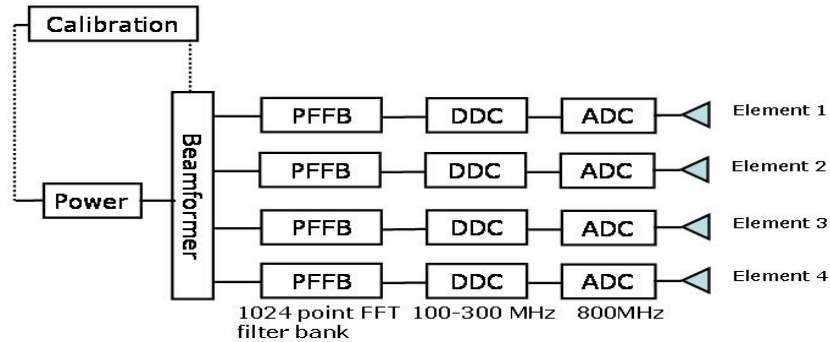 Calibration
PFFB DDC ADC Element 1
PFFB DDC ADC Element 2
Power
Beamformer
PFFB DDC ADC Element 3
PFFB DDC ADC Element 4
1024 point FFT 100-300 MHz 800MHz
filter bank